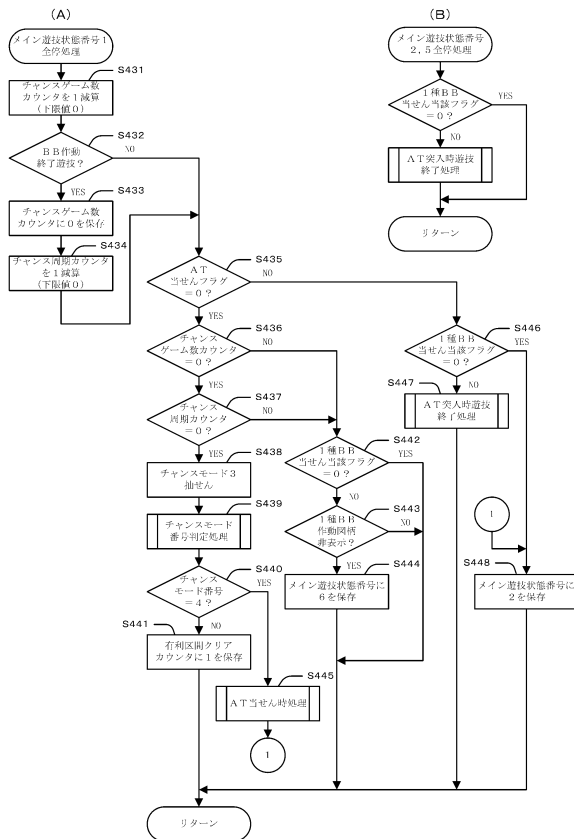 (A)
メイン遊技状態番号1
全停処理
S431
チャンスゲーム数
カウンタを1減算
(下限値0)
S432
BB作動
終了遊技?
NO
YES
S433
チャンスゲーム数
カウンタに0を保存
S434
チャンス周期カウンタ
を1減算
(下限値0)
S435
AT
当せんフラグ
=0?
NO
YES
S436
チャンス
ゲーム数カウンタ
=0?
NO
YES
S437
チャンス
周期カウンタ
=0?
NO
YES
S438
チャンスモード3
抽せん
S439
チャンスモード
番号判定処理
S440
チャンス
モード番号
=4?
YES
NO
S441
有利区間クリア
カウンタに1を保存
S442
1種BB
当せん当該フラグ
=0?
YES
NO
S443
1種BB
作動図柄
非表示?
NO
YES
S444
メイン遊技状態番号に
6を保存
S445
AT当せん時処理
1
S446
1種BB
当せん当該フラグ
=0?
YES
NO
S447
AT突入時遊技
終了処理
1
S448
メイン遊技状態番号に
2を保存
リターン
(B)
メイン遊技状態番号
2,5全停処理
1種BB
当せん当該フラグ
=0?
YES
NO
AT突入時遊技
終了処理
リターン